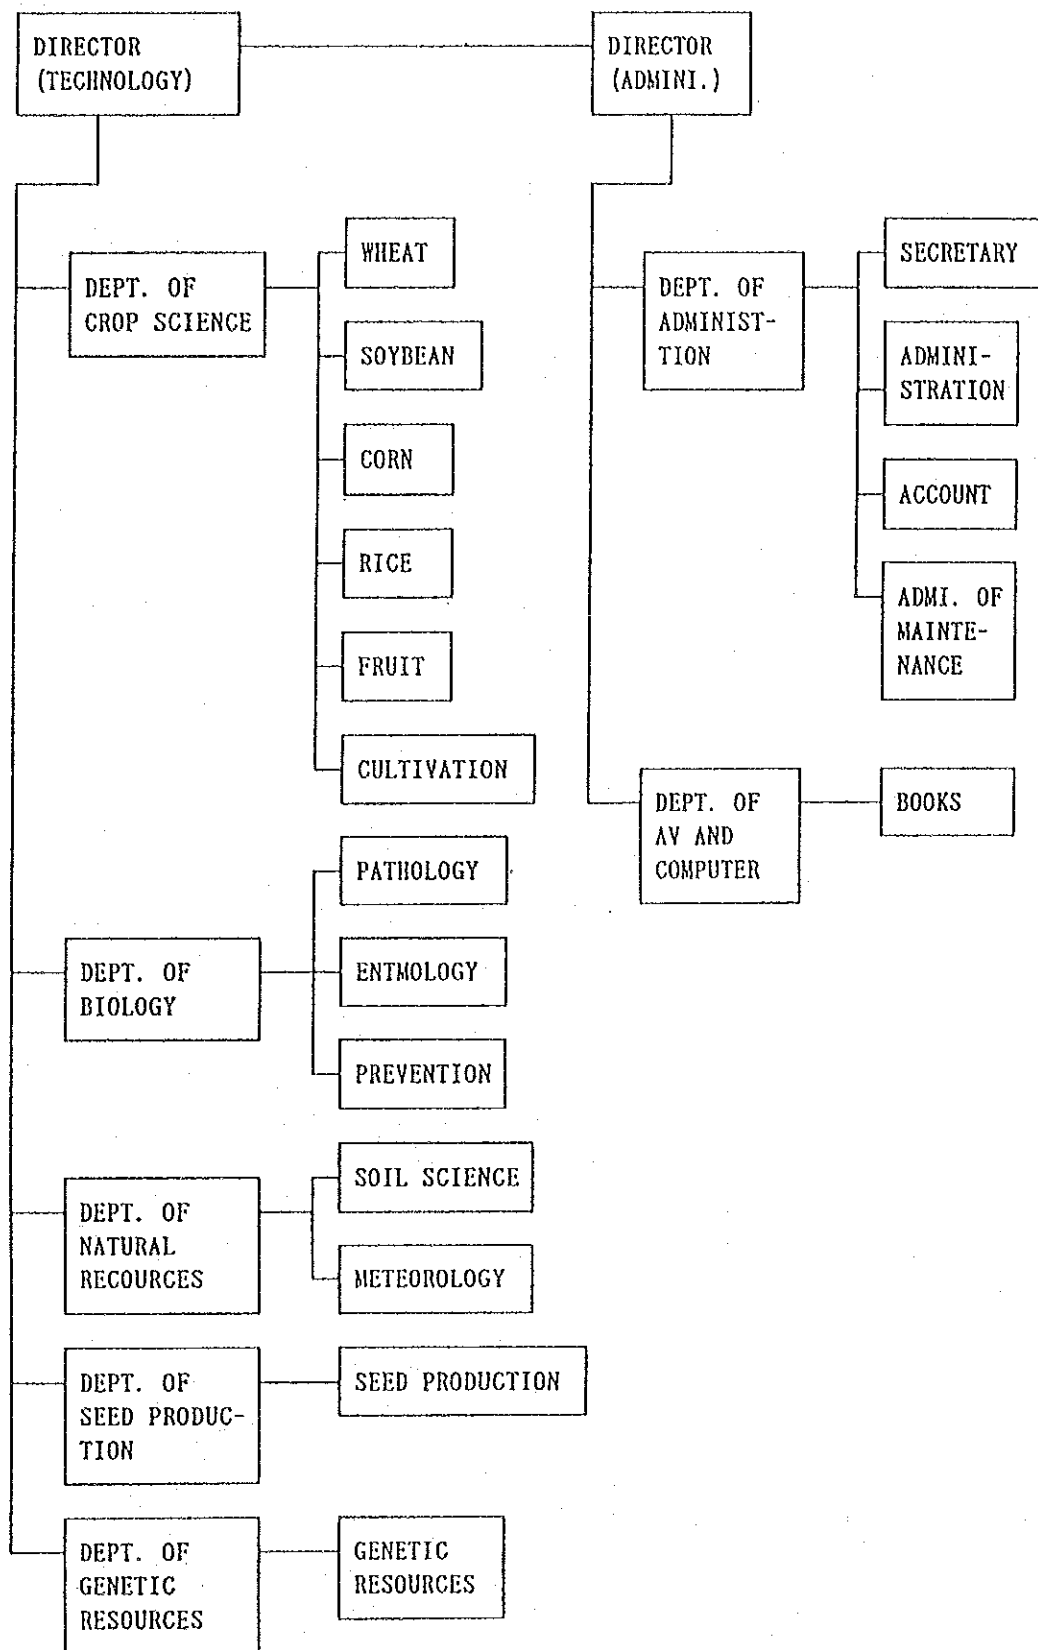 DIRECTOR
(TECHNOLOGY)
DIRECTOR
(ADMINI.)
DEPT. OF
CROP SCIENCE
WHEAT
SOYBEAN
CORN
RICE
FRUIT
CULTIVATION
DEPT. OF
BIOLOGY
PATHOLOGY
ENTMOLOGY
PREVENTION
DEPT. OF
NATURAL
RECOURCES
SOIL SCIENCE
METEOROLOGY
DEPT. OF
SEED PRODUC-
TION
SEED PRODUCTION
DEPT. OF
GENETIC
RESOURCES
GENETIC
RESOURCES
DEPT. OF
ADMINIST-
TION
SECRETARY
ADMINI-
STRATION
ACCOUNT
ADMI. OF
MAINTE-
NANCE
DEPT. OF
AV AND
COMPUTER
BOOKS